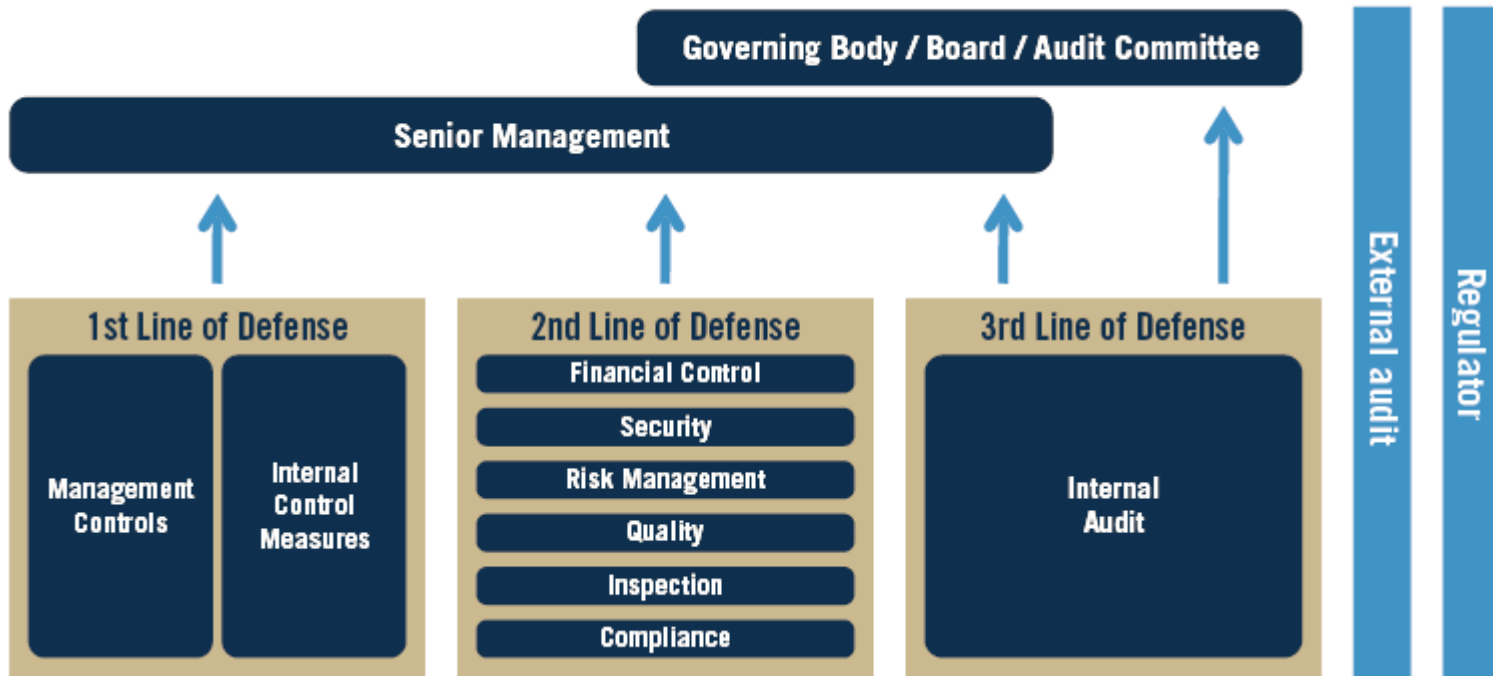 Governing Body / Board / Audit Committee
Senior Management
1st Line of Defense
Management
Controls
Internal
Control
Measures
2nd Line of Defense
Financial Control
Security
Risk Management
Quality
Inspection
Compliance
3rd Line of Defense
Internal
Audit
External audit
Regulator